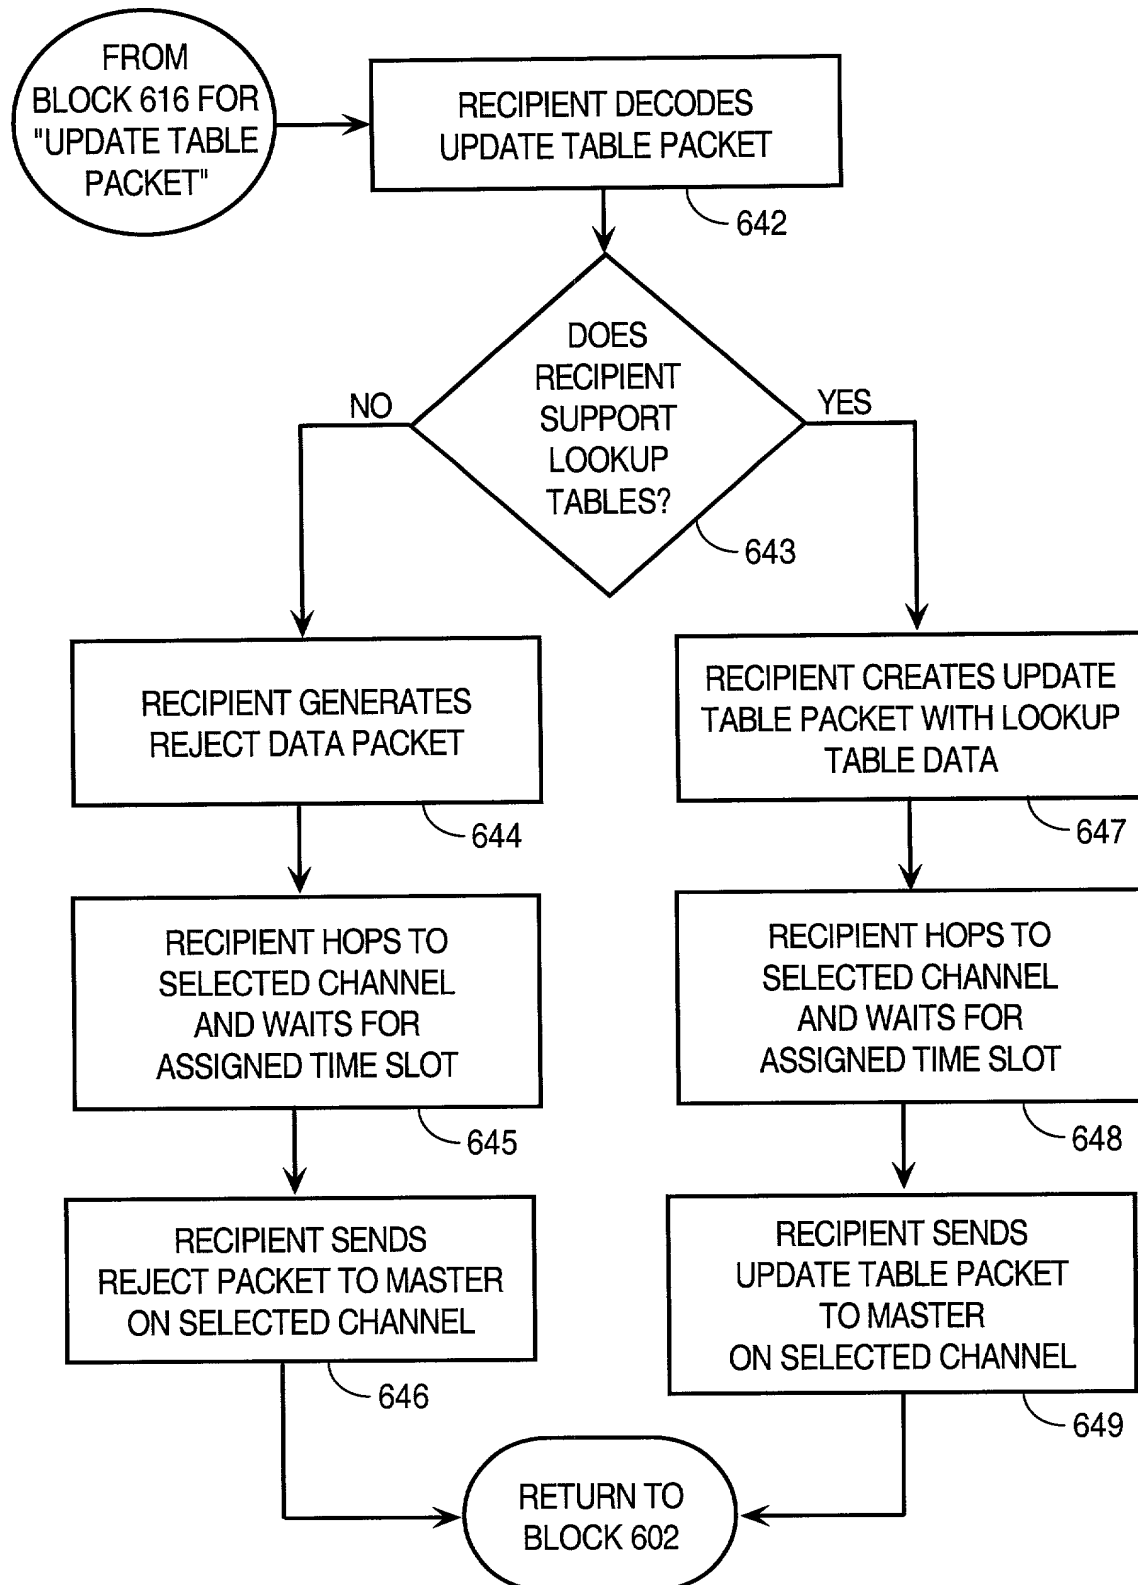 FROM
BLOCK 616 FOR
"UPDATE TABLE
PACKET"
RECIPIENT DECODES
UPDATE TABLE PACKET
642
DOES
RECIPIENT
SUPPORT
LOOKUP
TABLES?
NO
YES
643
RECIPIENT GENERATES
REJECT DATA PACKET
644
RECIPIENT CREATES UPDATE
TABLE PACKET WITH LOOKUP
TABLE DATA
647
RECIPIENT HOPS TO
SELECTED CHANNEL
AND WAITS FOR
ASSIGNED TIME SLOT
645
RECIPIENT HOPS TO
SELECTED CHANNEL
AND WAITS FOR
ASSIGNED TIME SLOT
648
RECIPIENT SENDS
REJECT PACKET TO MASTER
ON SELECTED CHANNEL
646
RECIPIENT SENDS
UPDATE TABLE PACKET
TO MASTER
ON SELECTED CHANNEL
649
RETURN TO
BLOCK 602